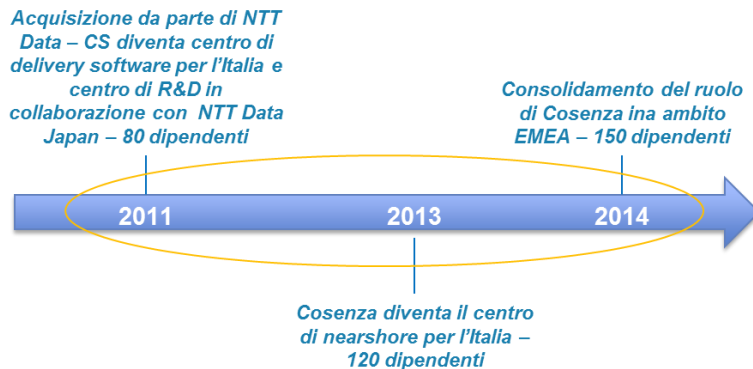 Acquisizione da parte di NTT
Data – CS diventa centro di
delivery software per l'Italia e
centro di R&D in
collaborazione con NTT Data
Japan – 80 dipendenti
Consolidamento del ruolo
di Cosenza ina ambito
EMEA – 150 dipendenti
2011
2013
2014
Cosenza diventa il centro
di nearshore per l'Italia –
120 dipendenti